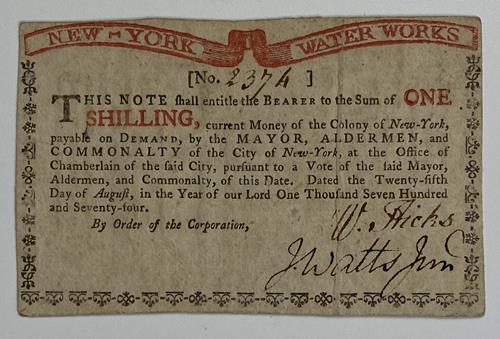 NEW-YORK WATER WORKS
[No. 2374 ]
THIS NOTE ſhall entitle the BEARER to the Sum of ONE
SHILLING, current Money of the Colony of New-York,
payable on DEMAND, by the MAYOR, ALDERMEN, and
COMMONALTY of the City of New-York, at the Office of
Chamberlain of the ſaid City, purſuant to a Vote of the ſaid Mayor,
Aldermen, and Commonalty, of this Date. Dated the Twenty-fifth
Day of Auguſt, in the Year of our Lord One Thouſand Seven Hundred
and Seventy-four.
By Order of the Corporation,
W. Hicks
J Watts Jun